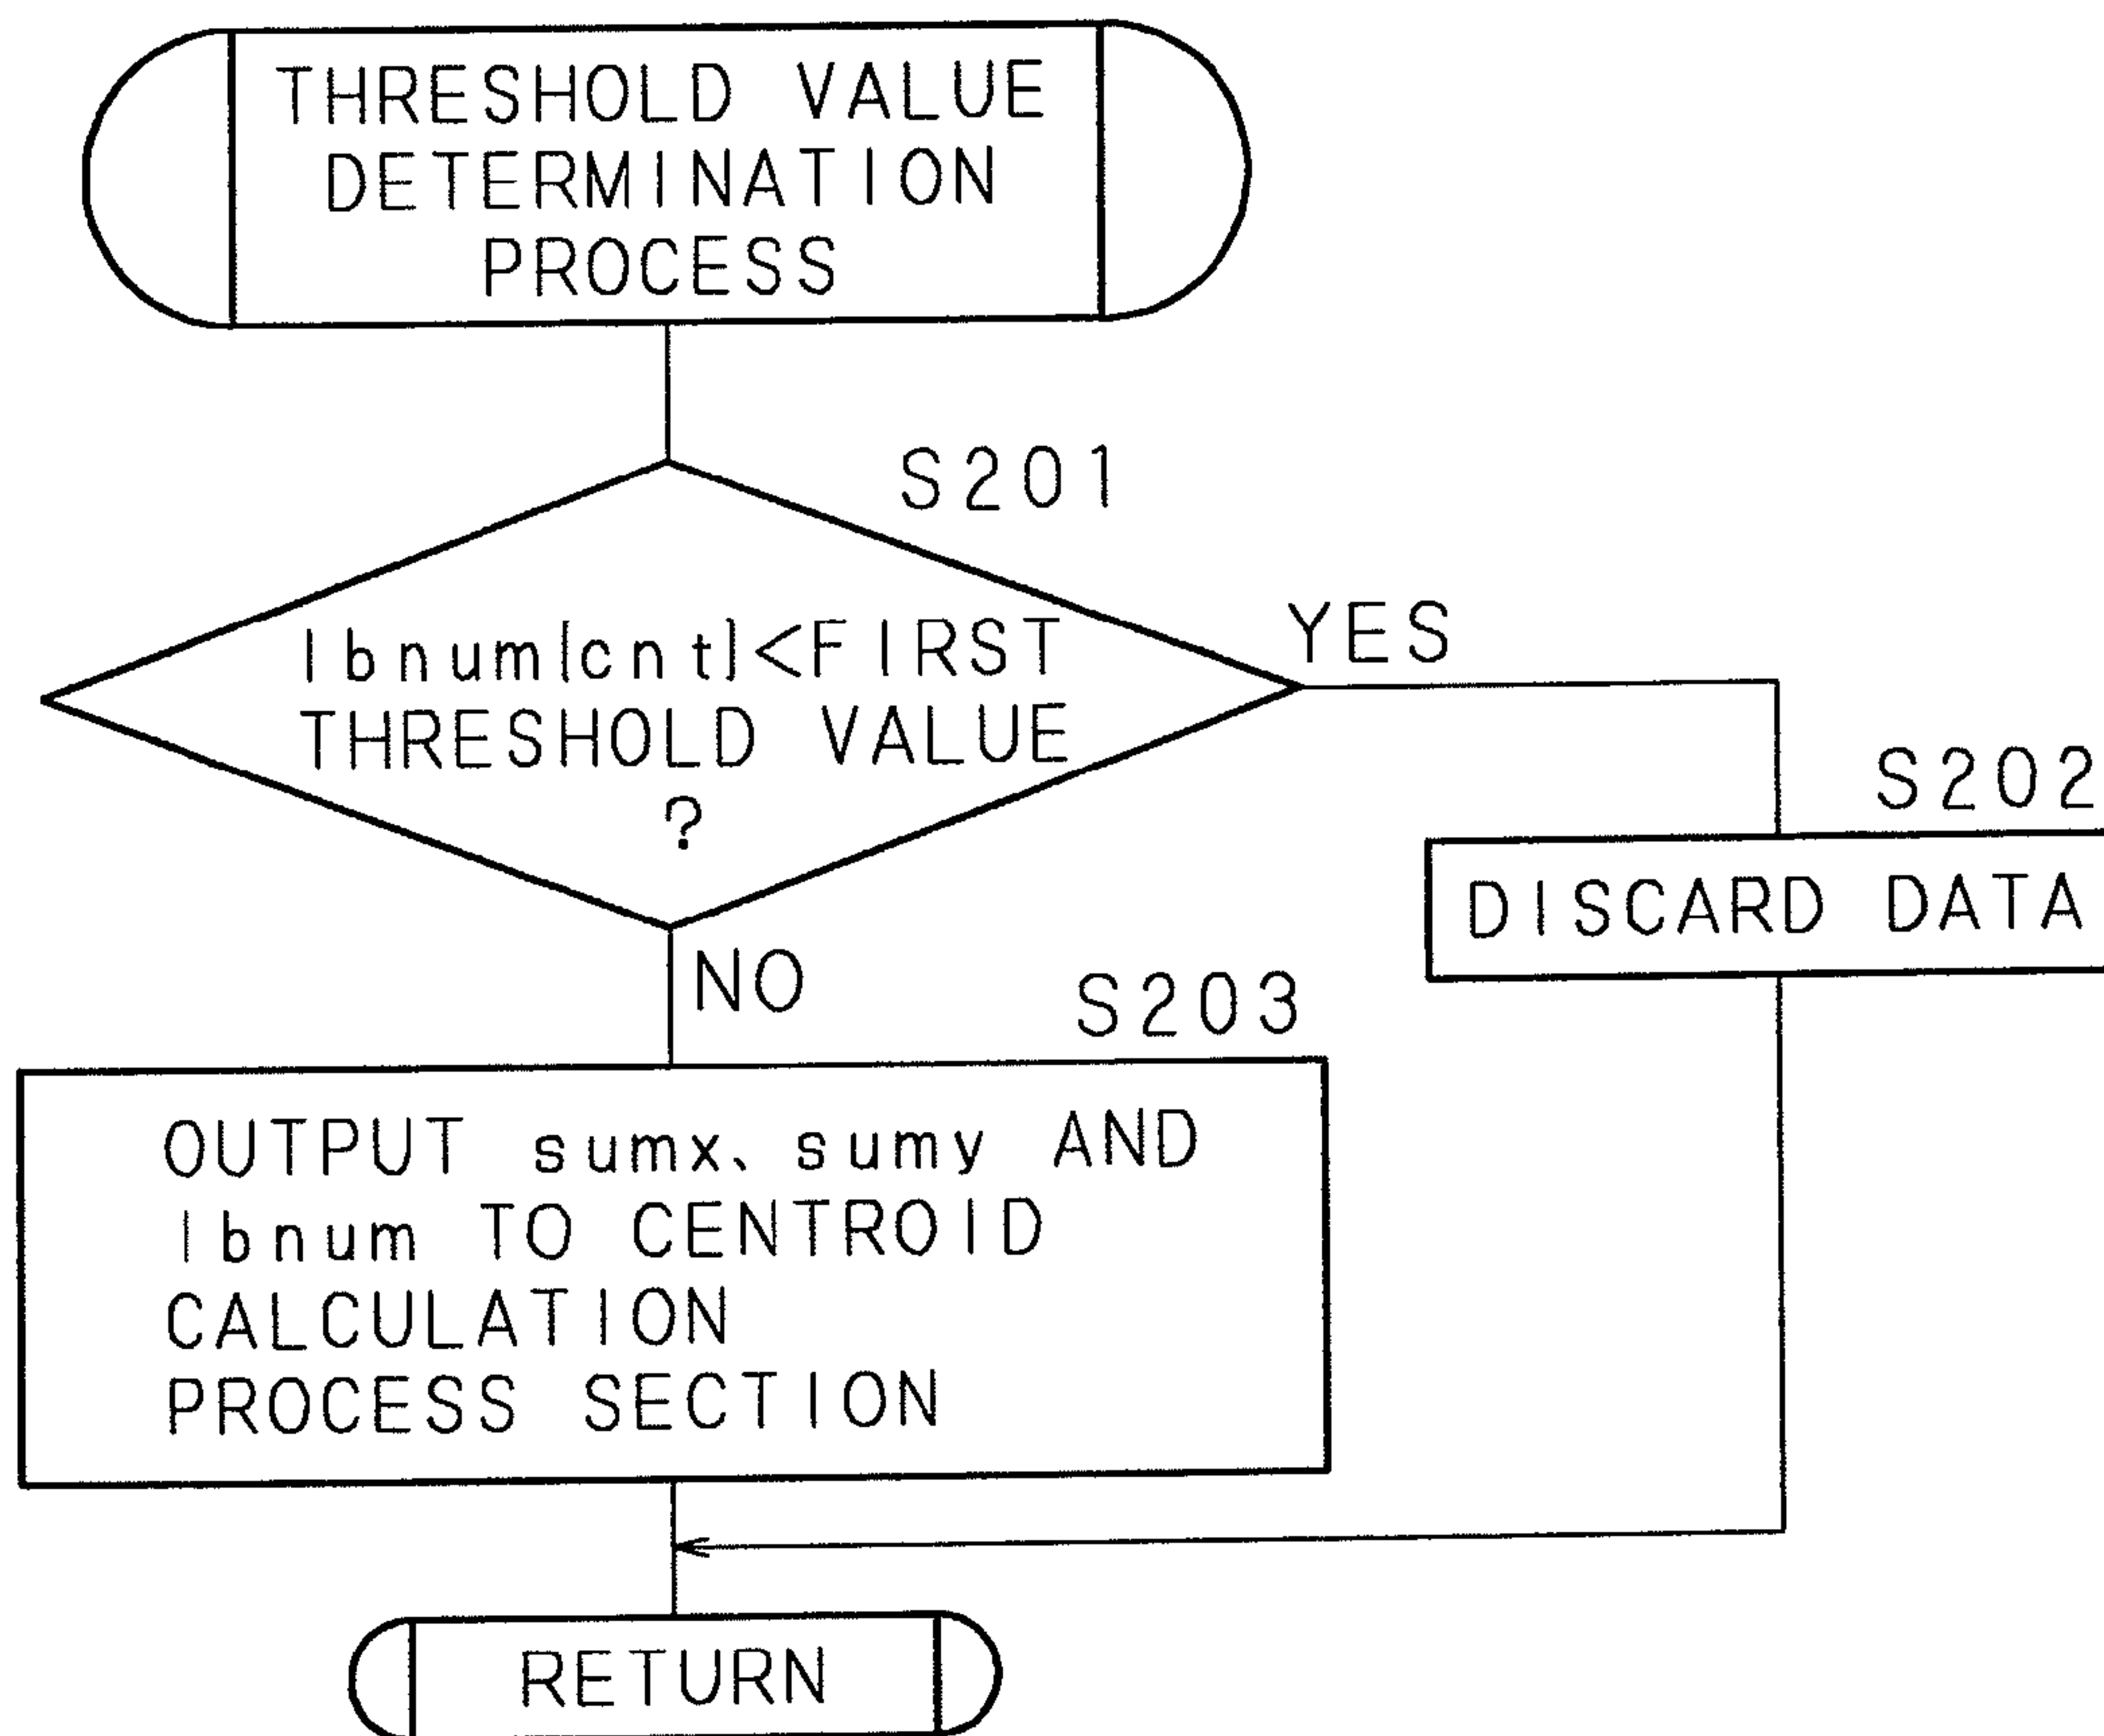 THRESHOLD VALUE
DETERMINATION
PROCESS
S201
lbnum[cnt]<FIRST
THRESHOLD VALUE
?
YES
S202
DISCARD DATA
NO
S203
OUTPUT sumx、sumy AND
lbnum TO CENTROID
CALCULATION
PROCESS SECTION
RETURN